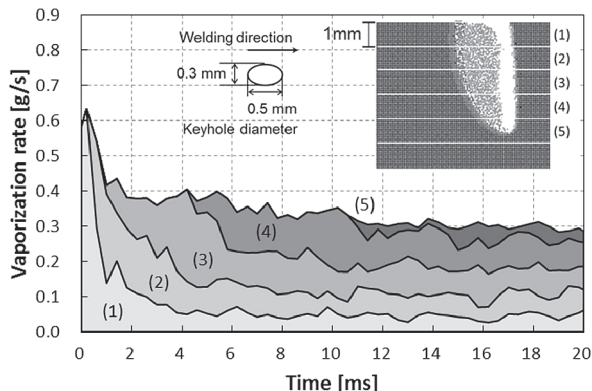 0.9
0.8
0.7
0.6
0.5
0.4
0.3
0.2
0.1
0.0
Vaporization rate [g/s]
Welding direction
0.3 mm
0.5 mm
Keyhole diameter
1mm
(1)
(2)
(3)
(4)
(5)
(5)
(4)
(3)
(2)
(1)
0 2 4 6 8 10 12 14 16 18 20
Time [ms]